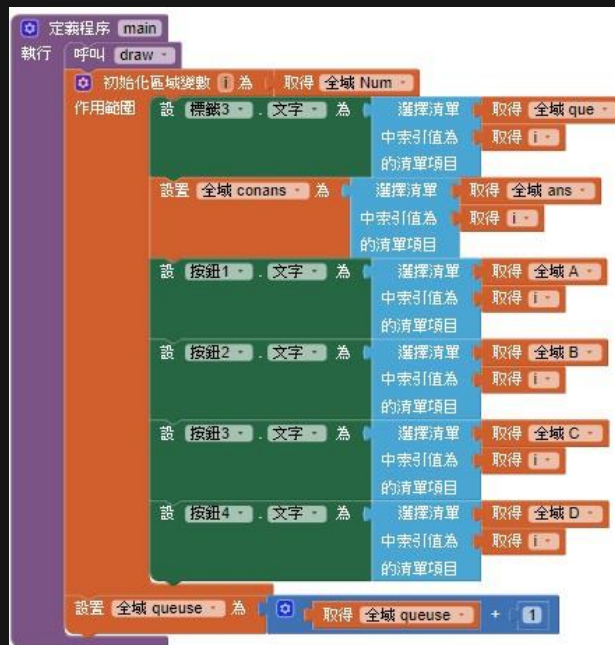 定義程序 main
執行 呼叫 draw
初始化區域變數 i 為 取得 全域 Num
作用範圍 設 標籤3 . 文字 為 選擇清單 取得 全域 que
中索引值為 取得 i
的清單項目
設置 全域 conans 為 選擇清單 取得 全域 ans
中索引值為 取得 i
的清單項目
設 按鈕1 . 文字 為 選擇清單 取得 全域 A
中索引值為 取得 i
的清單項目
設 按鈕2 . 文字 為 選擇清單 取得 全域 B
中索引值為 取得 i
的清單項目
設 按鈕3 . 文字 為 選擇清單 取得 全域 C
中索引值為 取得 i
的清單項目
設 按鈕4 . 文字 為 選擇清單 取得 全域 D
中索引值為 取得 i
的清單項目
設置 全域 queuse 為 取得 全域 queuse + 1